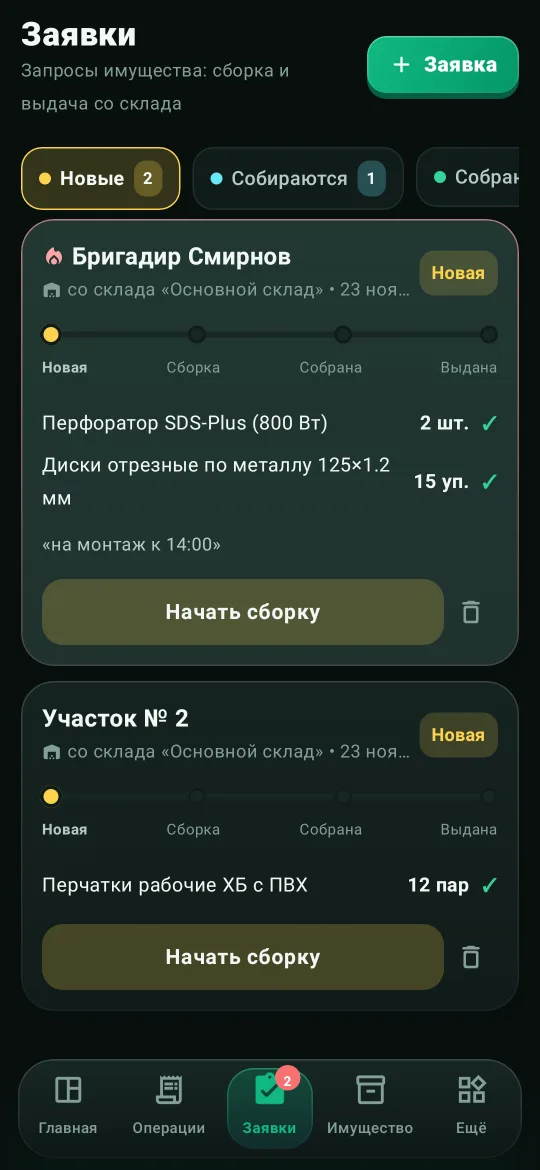 Заявки
Запросы имущества: сборка и
выдача со склада
+ Заявка
Новые 2
Собираются 1
Собран
Бригадир Смирнов
со склада «Основной склад» • 23 ноя…
Новая
Новая Сборка Собрана Выдана
Перфоратор SDS-Plus (800 Вт) 2 шт. ✓
Диски отрезные по металлу 125×1.2
мм
15 уп. ✓
«на монтаж к 14:00»
Начать сборку
Участок № 2
со склада «Основной склад» • 23 ноя…
Новая
Новая Сборка Собрана Выдана
Перчатки рабочие ХБ с ПВХ 12 пар ✓
Начать сборку
2
Главная Операции Заявки Имущество Ещё